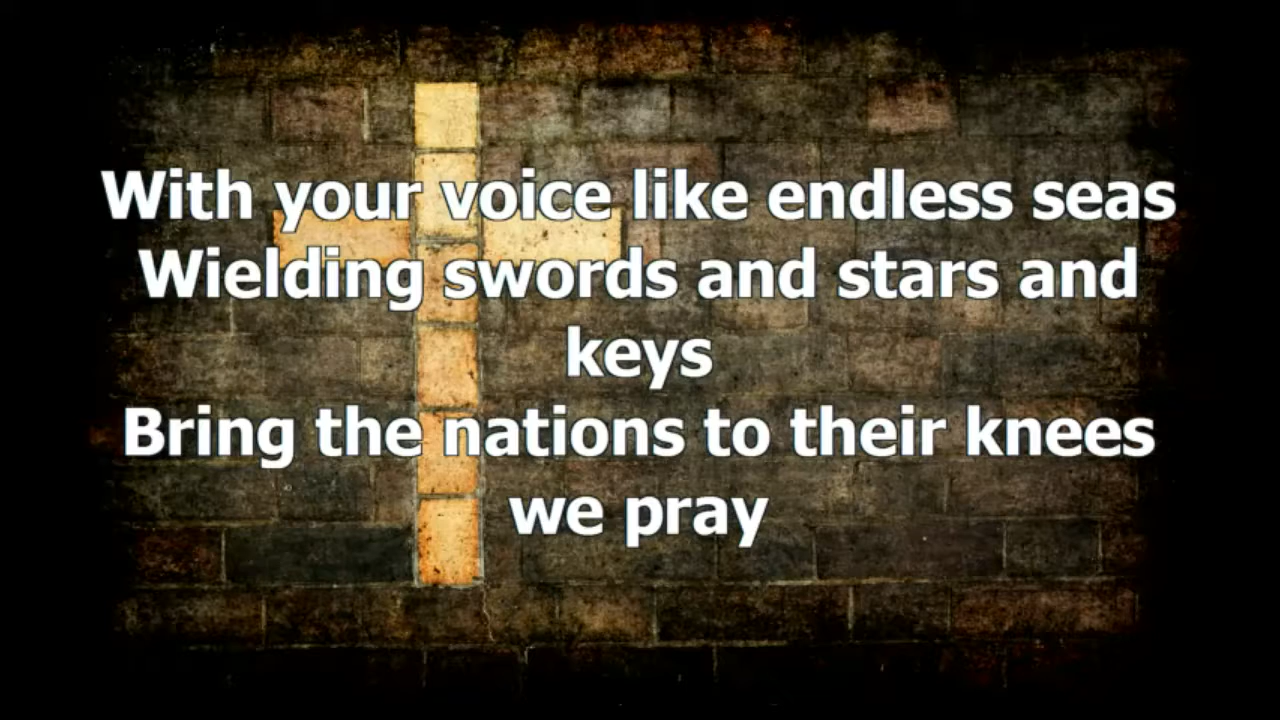 With your voice like endless seas
Wielding swords and stars and
keys
Bring the nations to their knees
we pray